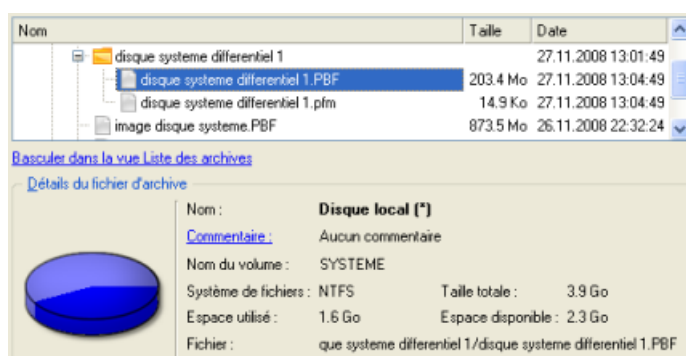 Nom Taille Date
disque systeme differentiel 1 27.11.2008 13:01:49
disque systeme differentiel 1.PBF 203.4 Mo 27.11.2008 13:04:49
disque systeme differentiel 1.pfm 14.9 Ko 27.11.2008 13:04:49
image disque systeme.PBF 873.5 Mo 26.11.2008 22:32:24
Basculer dans la vue Liste des archives
Détails du fichier d'archive
Nom : Disque local (*)
Commentaire : Aucun commentaire
Nom du volume : SYSTEME
Système de fichiers : NTFS Taille totale : 3.9 Go
Espace utilisé : 1.6 Go Espace disponible : 2.3 Go
Fichier : que systeme differentiel 1/disque systeme differentiel 1.PBF